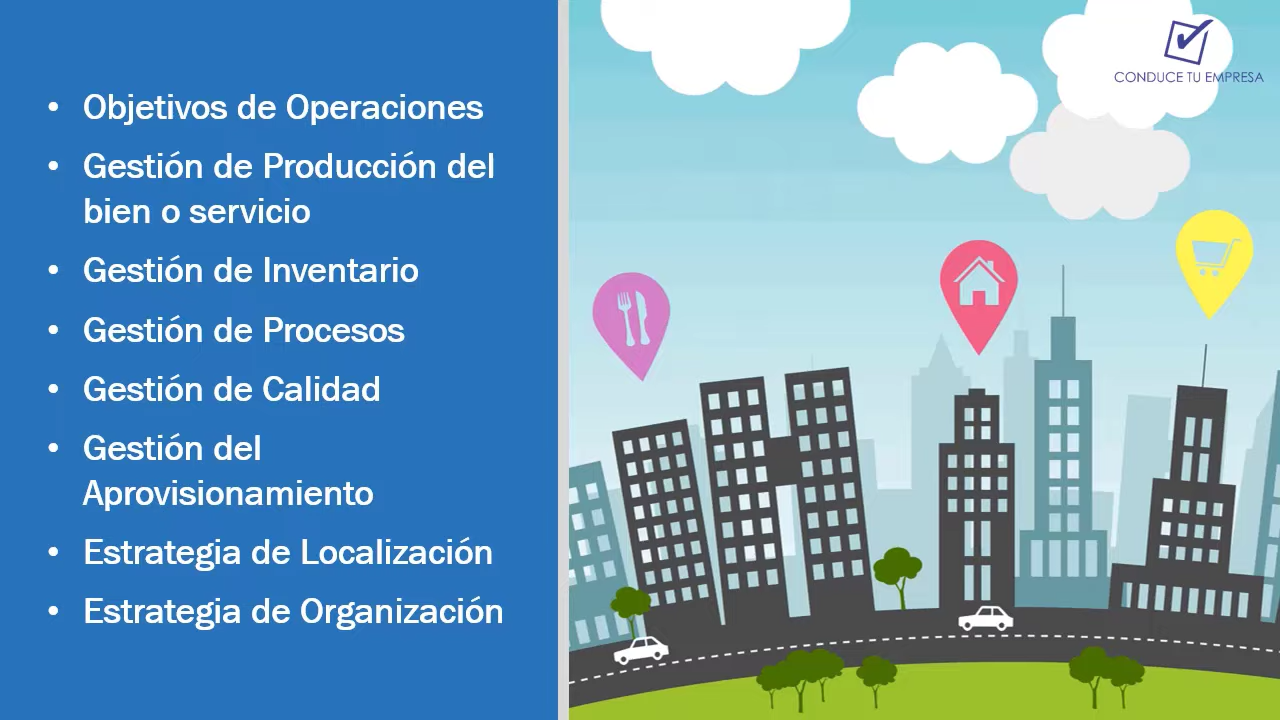 • Objetivos de Operaciones
• Gestión de Producción del
bien o servicio
• Gestión de Inventario
• Gestión de Procesos
• Gestión de Calidad
• Gestión del
Aprovisionamiento
• Estrategia de Localización
• Estrategia de Organización
CONDUCE TU EMPRESA